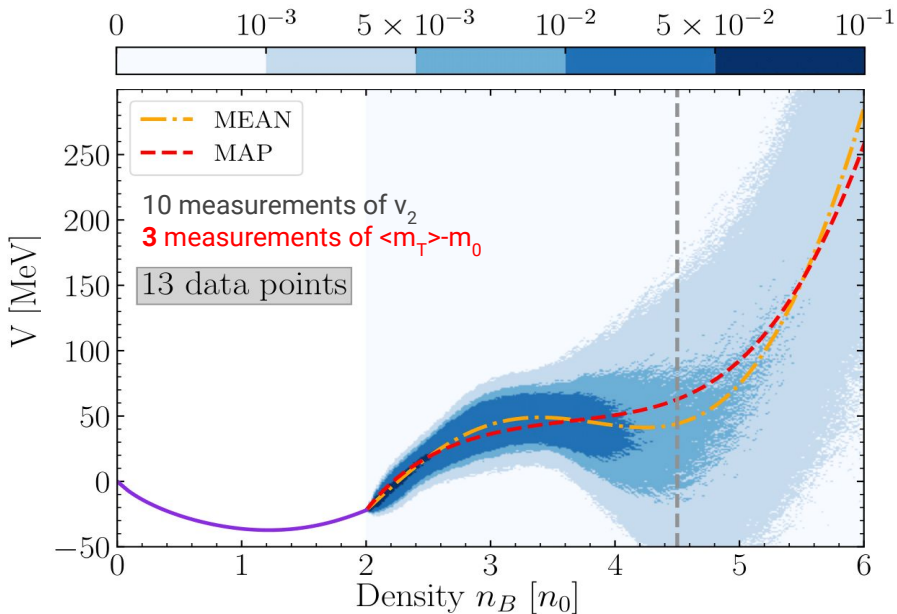 0 10⁻³ 5 × 10⁻³ 10⁻² 5 × 10⁻² 10⁻¹
MEAN
MAP
10 measurements of v₂
3 measurements of <m_T>-m₀
13 data points
V [MeV]
250
200
150
100
50
0
−50
0 1 2 3 4 5 6
Density n_B [n₀]